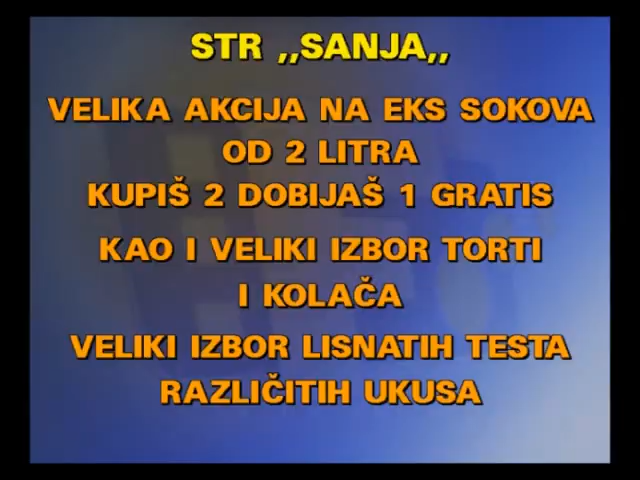 STR ,,SANJA,,
VELIKA AKCIJA NA EKS SOKOVA
OD 2 LITRA
KUPIŠ 2 DOBIJAŠ 1 GRATIS
KAO I VELIKI IZBOR TORTI
I KOLAČA
VELIKI IZBOR LISNATIH TESTA
RAZLIČITIH UKUSA